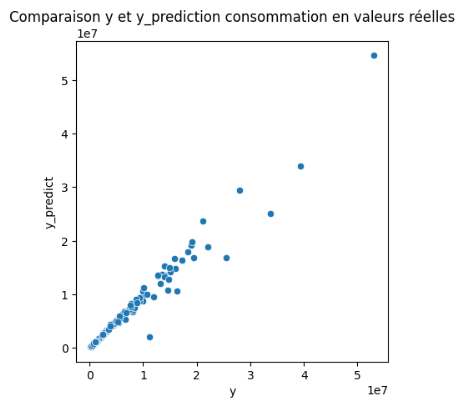 Comparaison y et y_prediction consommation en valeurs réelles
1e7
5
4
3
2
1
0
y_predict
0
1
2
3
4
5
1e7
y